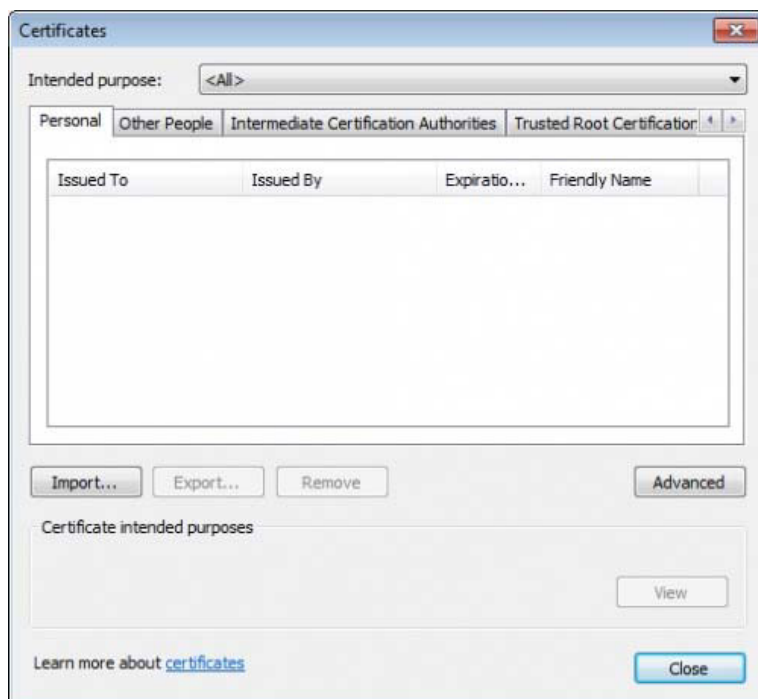 Certificates
Intended purpose: <All>
Personal Other People Intermediate Certification Authorities Trusted Root Certification
Issued To Issued By Expiratio... Friendly Name
Import... Export... Remove Advanced
Certificate intended purposes
View
Learn more about certificates
Close